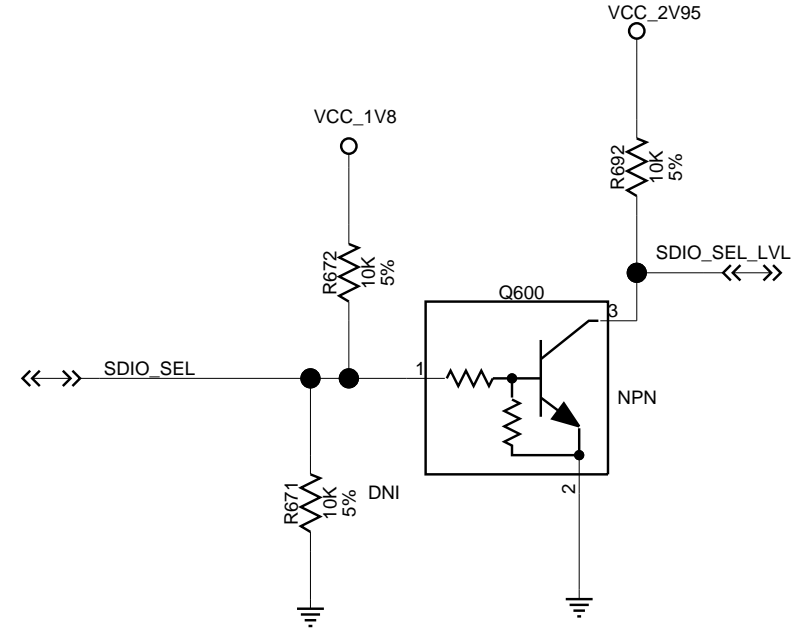 VCC_2V95
VCC_1V8
R692
10K
5%
R672
10K
5%
SDIO_SEL_LVL
Q600
3
SDIO_SEL
1
NPN
R671
10K
5%
DNI
2